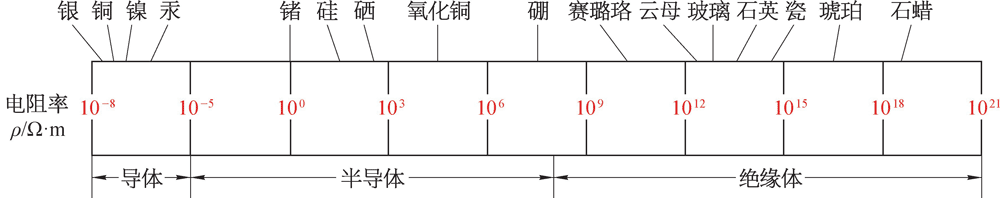 银 铜 镍 汞 锗 硅 硒 氧化铜 硼 赛璐珞 云母 玻璃 石英 瓷 琥珀 石蜡
电阻率
ρ/Ω·m
10⁻⁸ 10⁻⁵ 10⁰ 10³ 10⁶ 10⁹ 10¹² 10¹⁵ 10¹⁸ 10²¹
导体 半导体 绝缘体